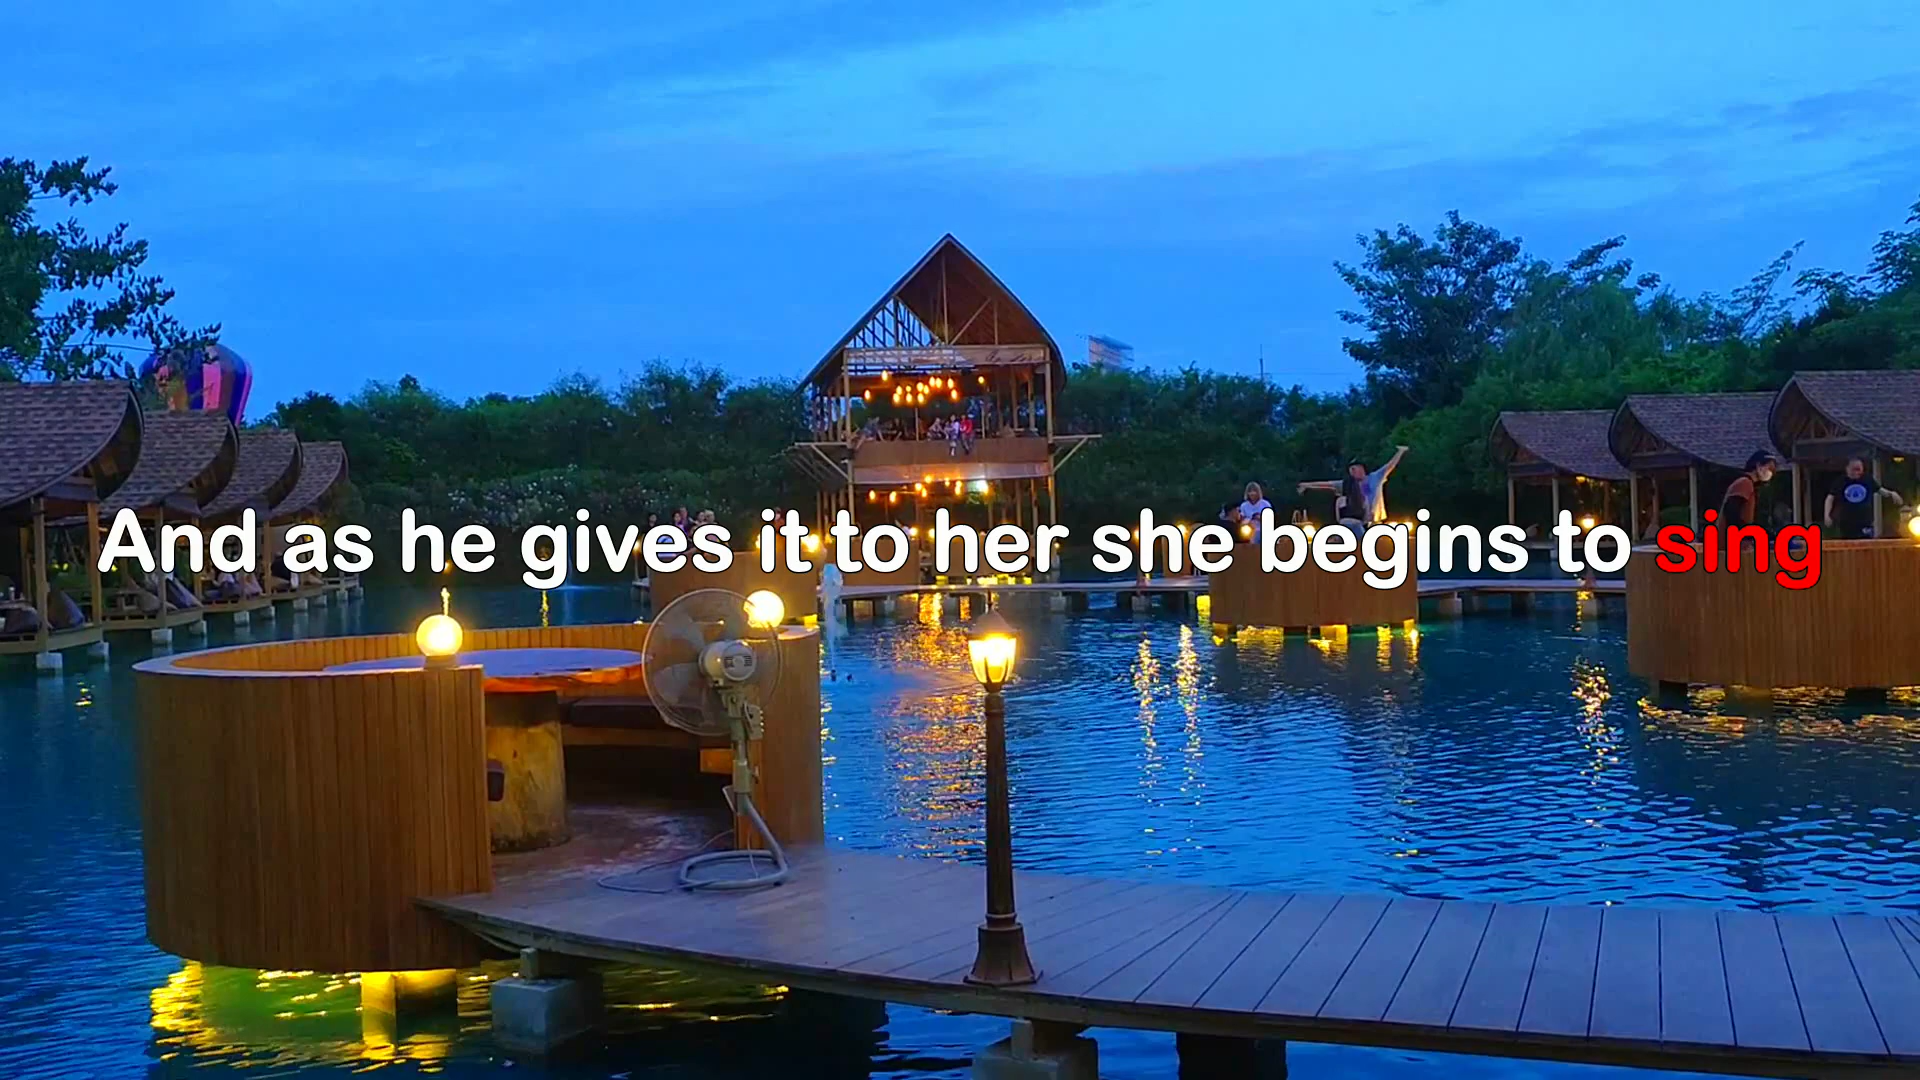 And as he gives it to her she begins to sing